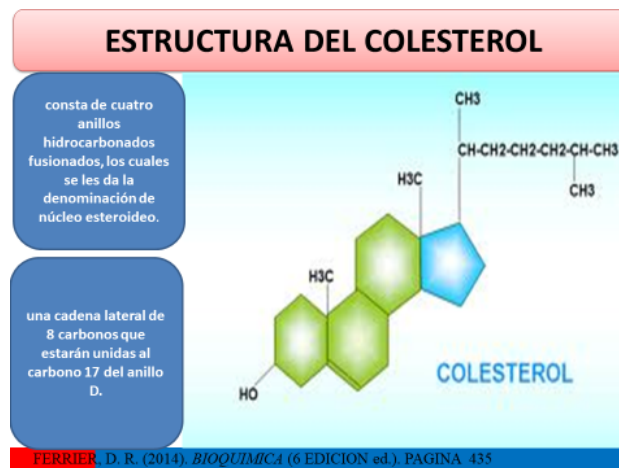 ESTRUCTURA DEL COLESTEROL
consta de cuatro
anillos
hidrocarbonados
fusionados, los cuales
se les da la
denominación de
núcleo esteroideo.
una cadena lateral de
8 carbonos que
estarán unidas al
carbono 17 del anillo
D.
CH3
CH-CH2-CH2-CH2-CH-CH3
CH3
H3C
H3C
HO
COLESTEROL
FERRIER, D. R. (2014). BIOQUIMICA (6 EDICION ed.). PAGINA 435